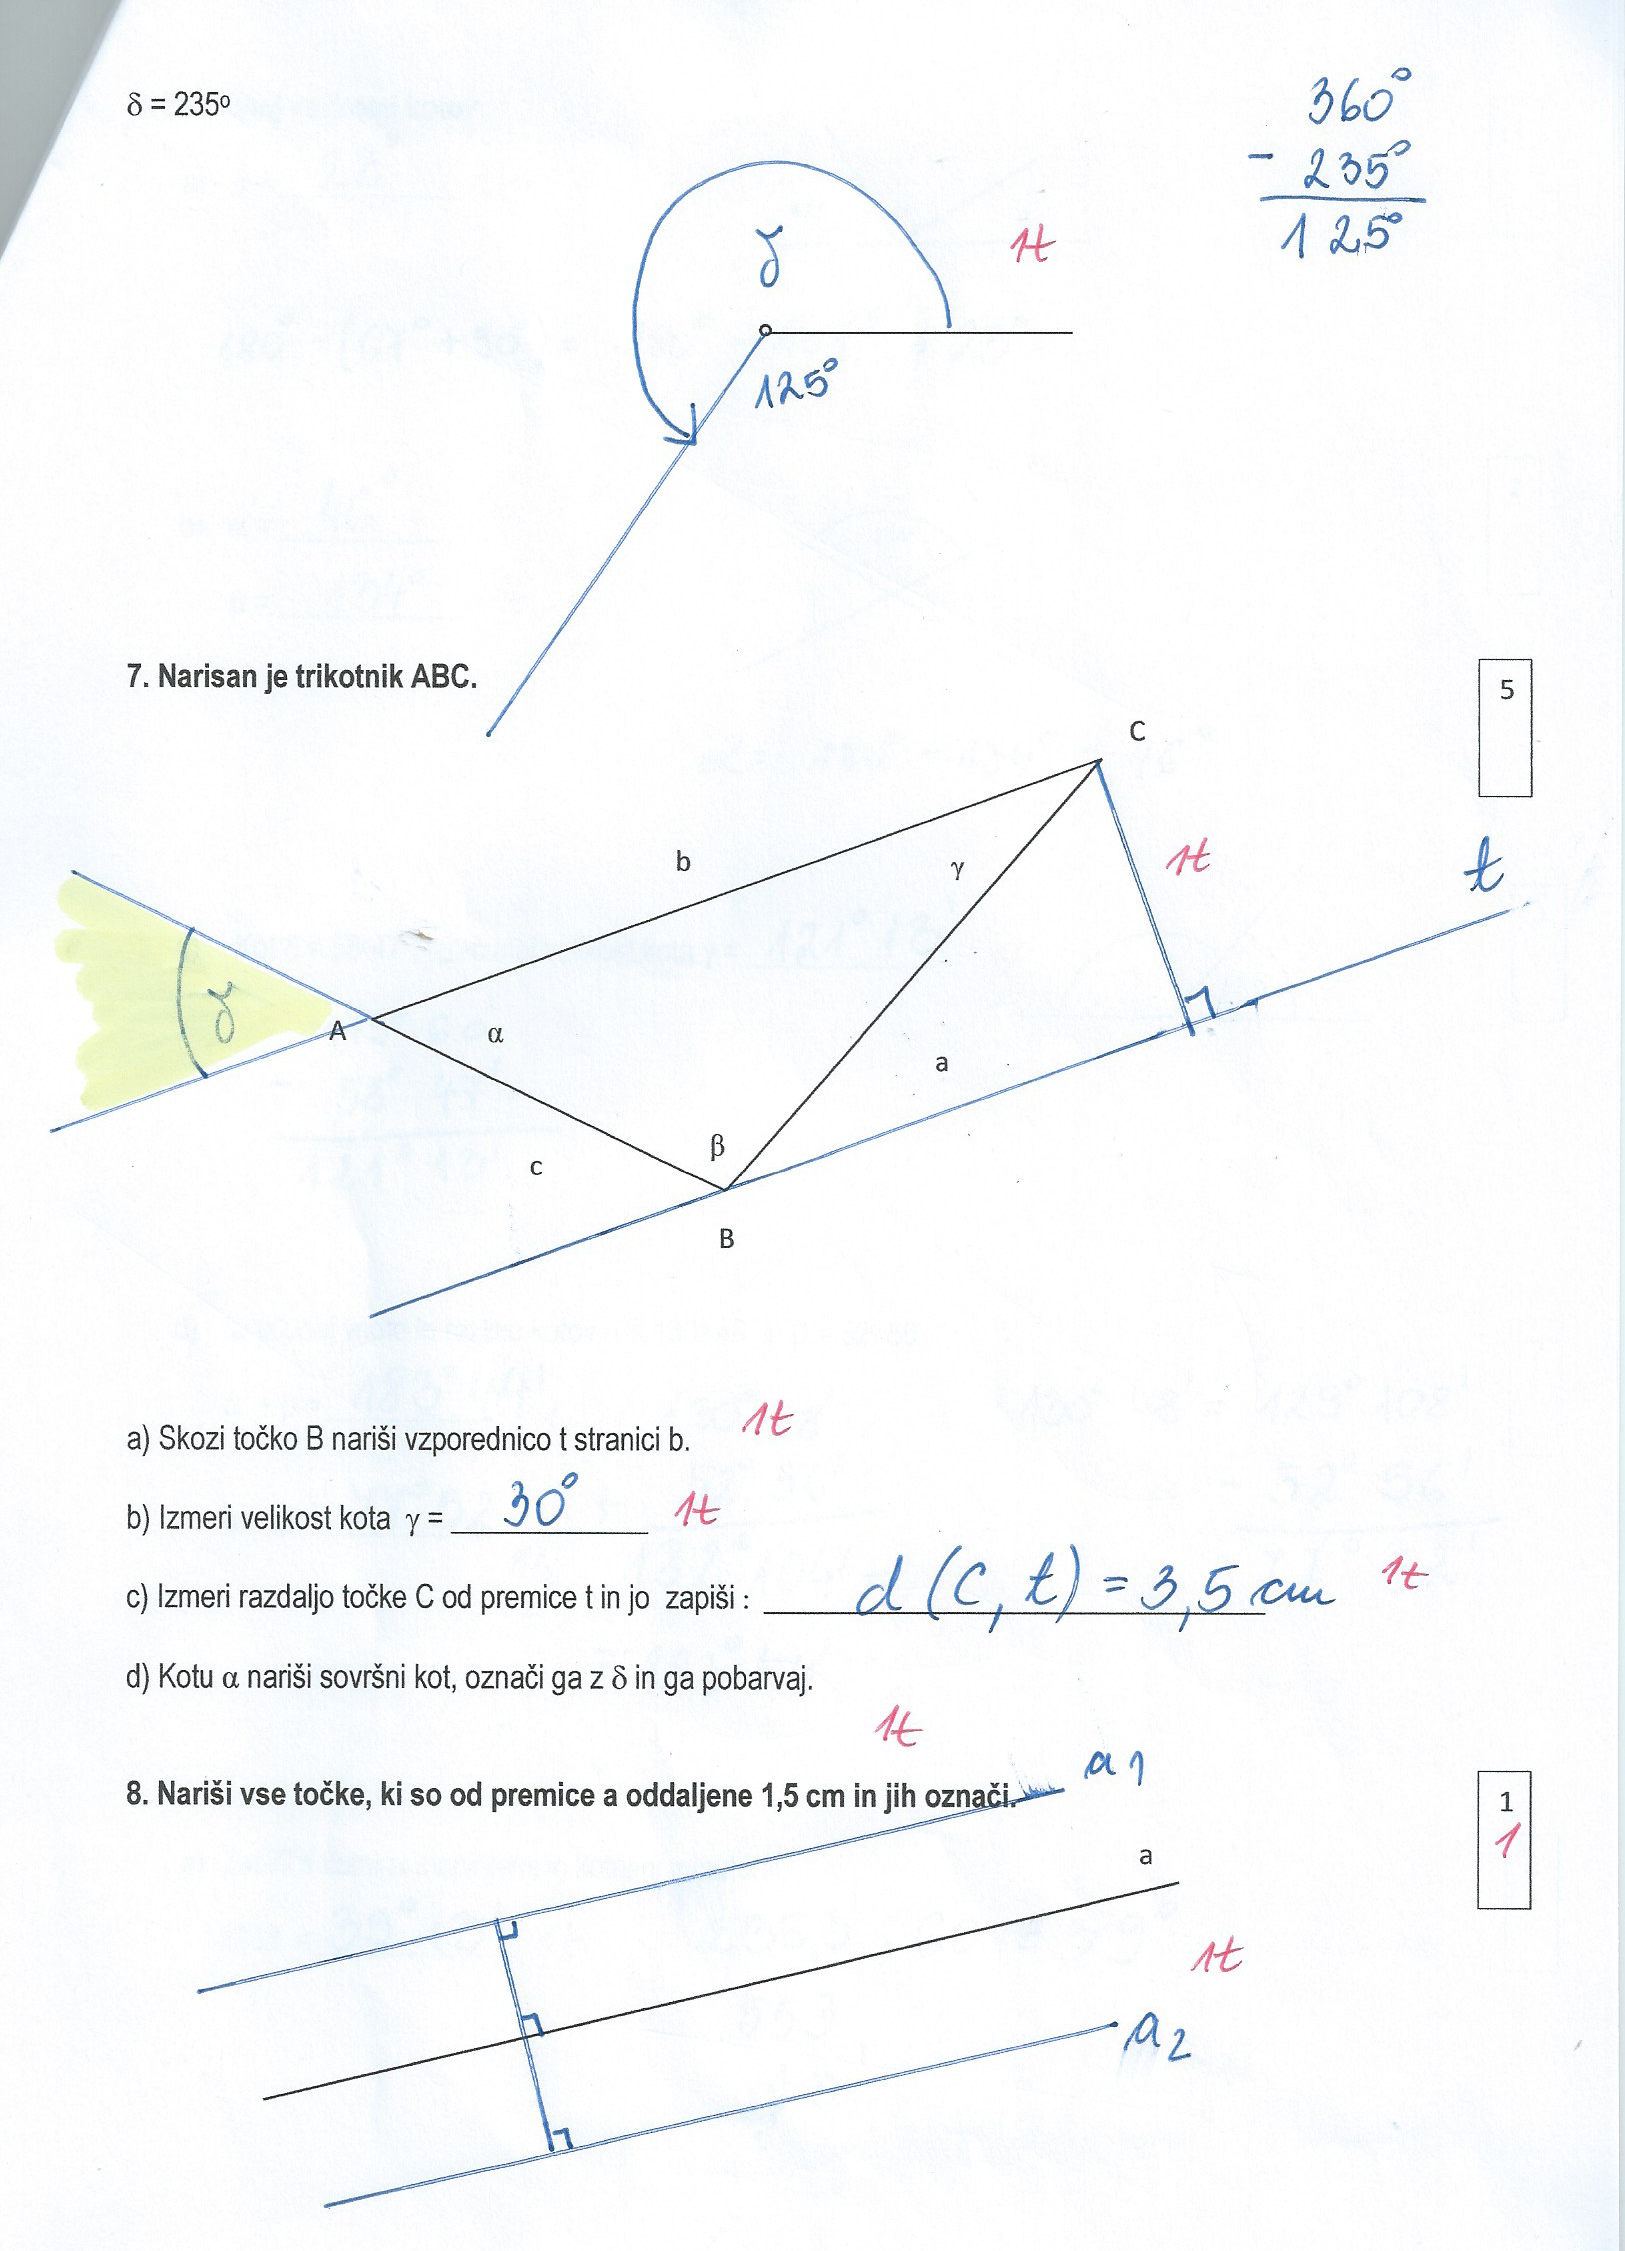 δ = 235º
360°
- 235°
125°
δ
1t
125°
7. Narisan je trikotnik ABC.
5
C
b
γ
1t
t
δ
A
α
a
β
c
B
a) Skozi točko B nariši vzporednico t stranici b.
1t
b) Izmeri velikost kota γ = 30°
1t
c) Izmeri razdaljo točke C od premice t in jo zapiši : d (C, t) = 3,5 cm
1t
d) Kotu α nariši sovršni kot, označi ga z δ in ga pobarvaj.
1t
8. Nariši vse točke, ki so od premice a oddaljene 1,5 cm in jih označi.
a1
1
1
a
1t
a2